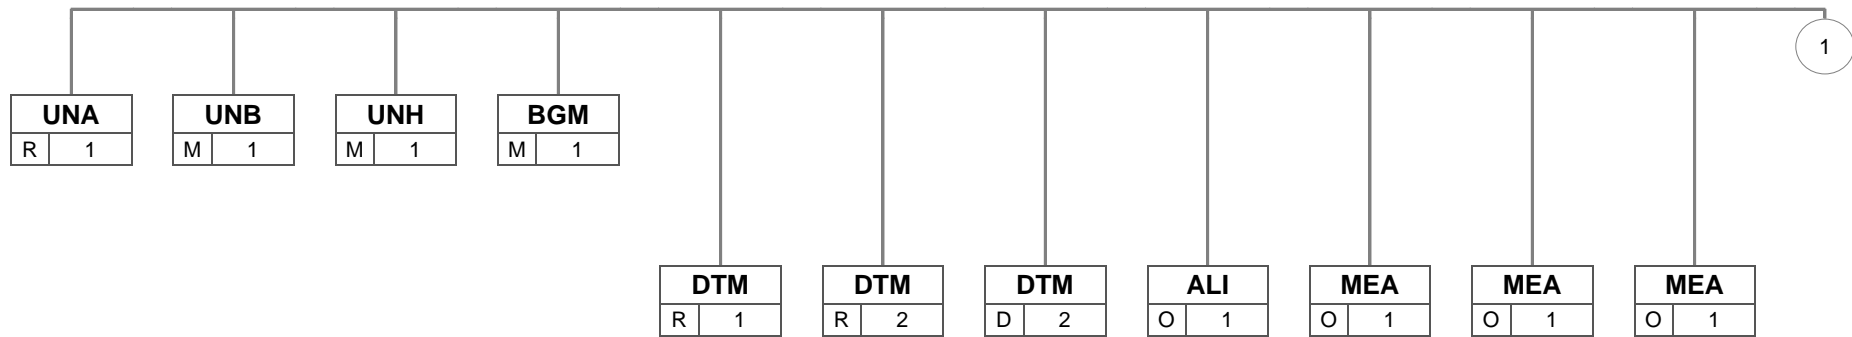 1
UNA UNB UNH BGM
R 1 M 1 M 1 M 1
DTM DTM DTM ALI MEA MEA MEA
R 1 R 2 D 2 O 1 O 1 O 1 O 1